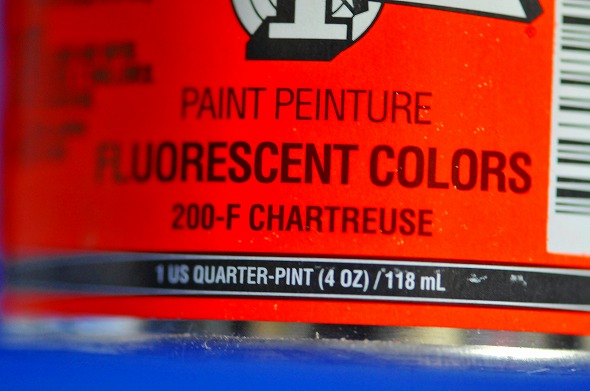 PAINT PEINTURE
FLUORESCENT COLORS
200-F CHARTREUSE
1 US QUARTER-PINT (4 OZ) / 118 mL